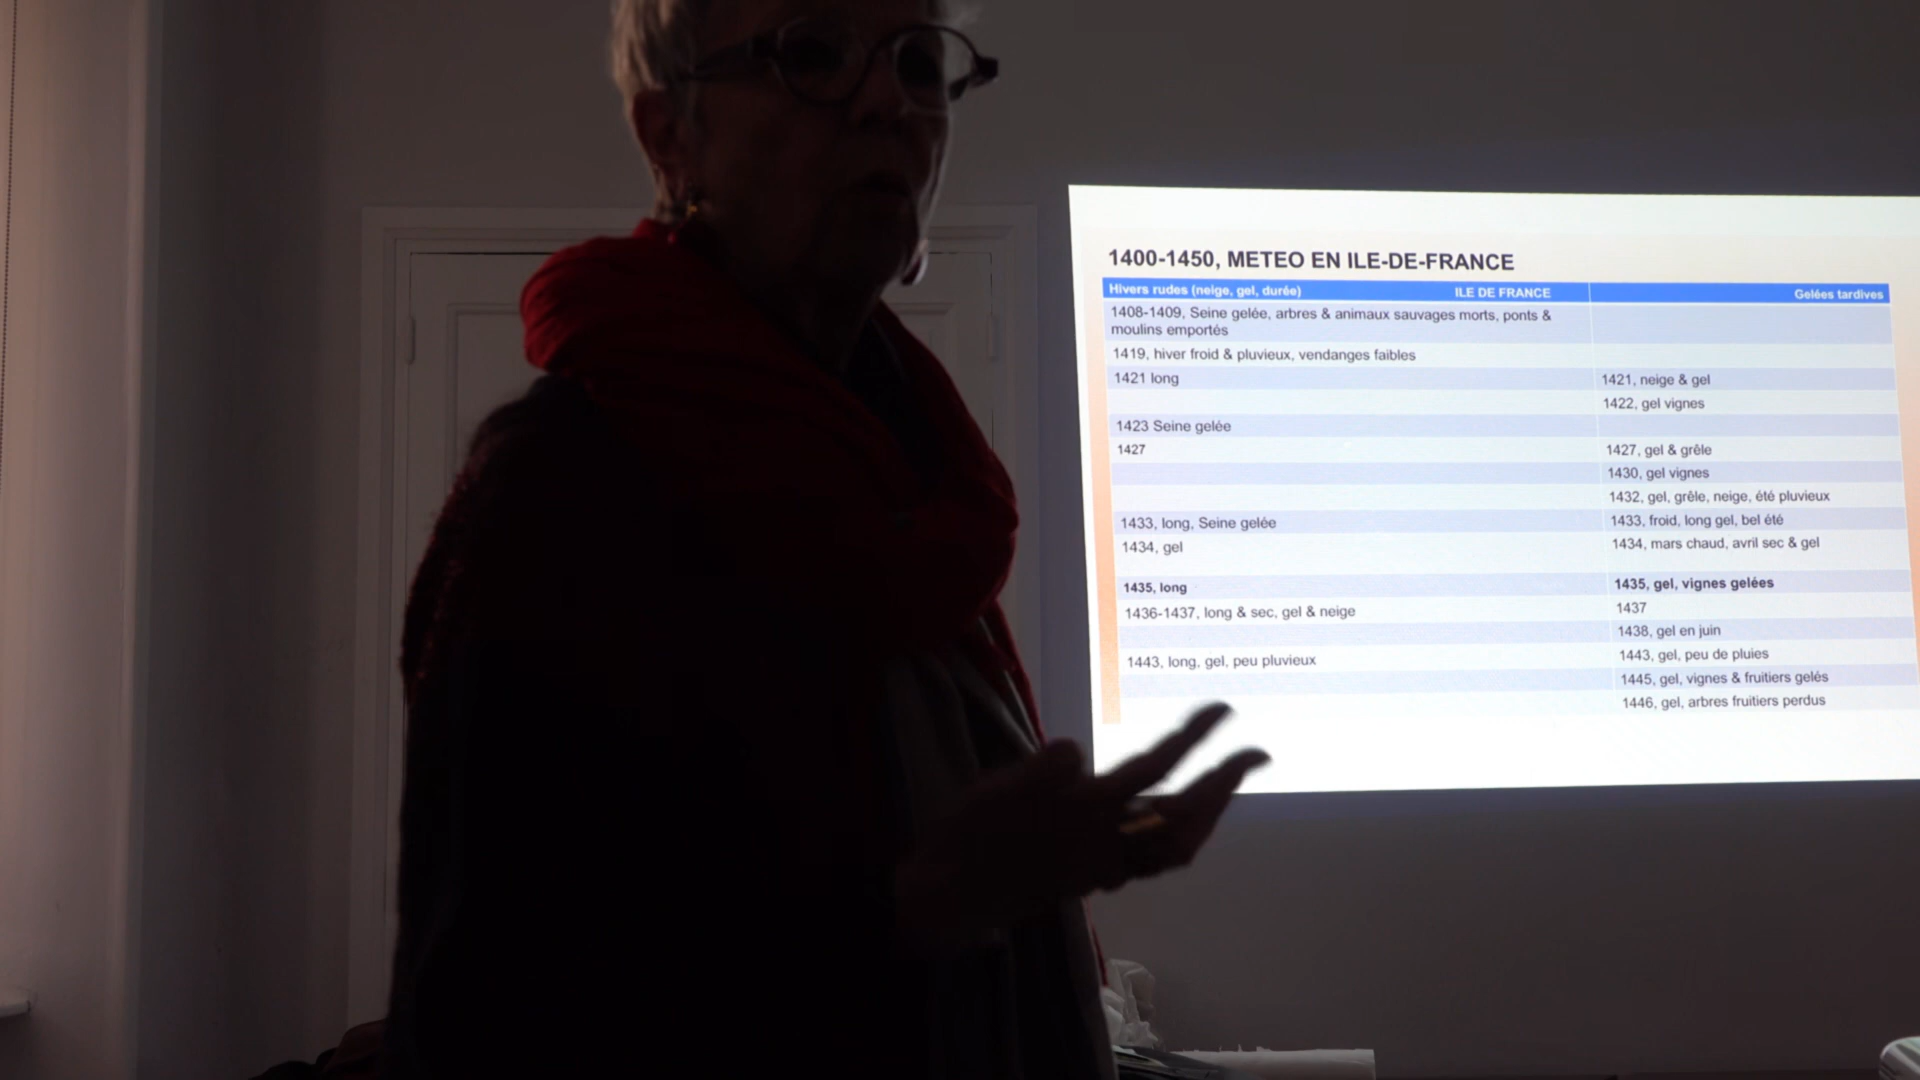 1400-1450, METEO EN ILE-DE-FRANCE
Hivers rudes (neige, gel, durée) ILE DE FRANCE Gelées tardives
1408-1409, Seine gelée, arbres & animaux sauvages morts, ponts &
moulins emportés
1419, hiver froid & pluvieux, vendanges faibles
1421 long 1421, neige & gel
1422, gel vignes
1423 Seine gelée
1427 1427, gel & grêle
1430, gel vignes
1432, gel, grêle, neige, été pluvieux
1433, long, Seine gelée 1433, froid, long gel, bel été
1434, gel 1434, mars chaud, avril sec & gel
1435, long 1435, gel, vignes gelées
1436-1437, long & sec, gel & neige 1437
1438, gel en juin
1443, long, gel, peu pluvieux 1443, gel, peu de pluies
1445, gel, vignes & fruitiers gelés
1446, gel, arbres fruitiers perdus